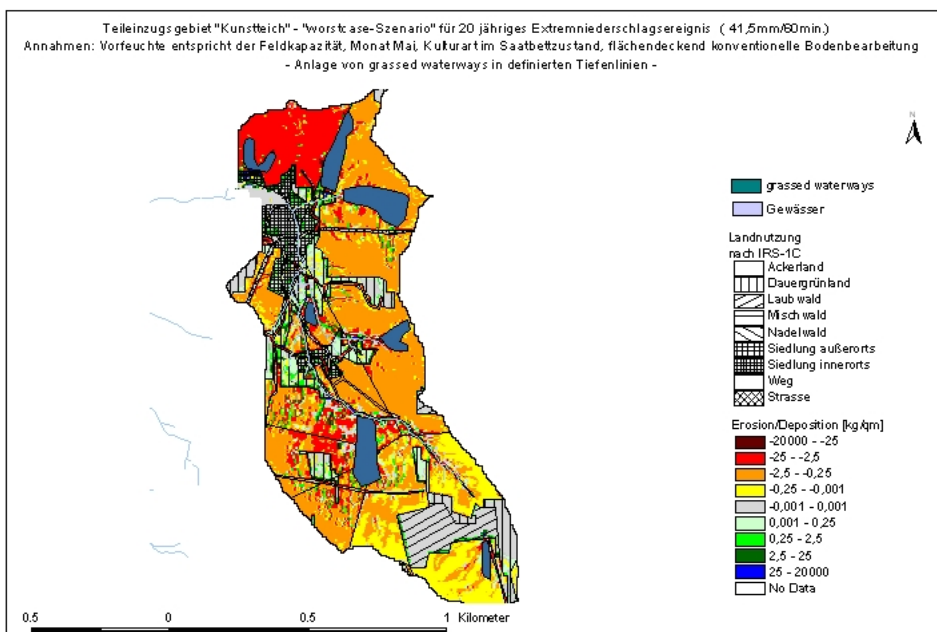 Teileinzugsgebiet "Kunstteich" - "worstcase-Szenario" für 20 jähriges Extremniederschlagsereignis ( 41,5mm/60min.)
Annahmen: Vorfeuchte entspricht der Feldkapazität, Monat Mai, Kulturart im Saatbettzustand, flächendeckend konventionelle Bodenbearbeitung
- Anlage von grassed waterways in definierten Tiefenlinien -
N
grassed waterways
Gewässer
Landnutzung
nach IRS-1C
Ackerland
Dauergrünland
Laubwald
Mischwald
Nadelwald
Siedlung außerorts
Siedlung innerorts
Weg
Strasse
Erosion/Deposition [kg/qm]
-20000 - -25
-25 - -2,5
-2,5 - -0,25
-0,25 - -0,001
-0,001 - 0,001
0,001 - 0,25
0,25 - 2,5
2,5 - 25
25 - 20000
No Data
0.5 0 0.5 1 Kilometer